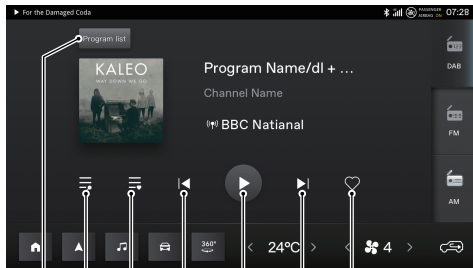 For the Damaged Coda
PASSENGER
AIRBAG ON
07:28
Program list
KALEO
WAY DOWN WE GO
Program Name/dl + ...
Channel Name
BBC Natianal
DAB
FM
AM
360°
24°C
4